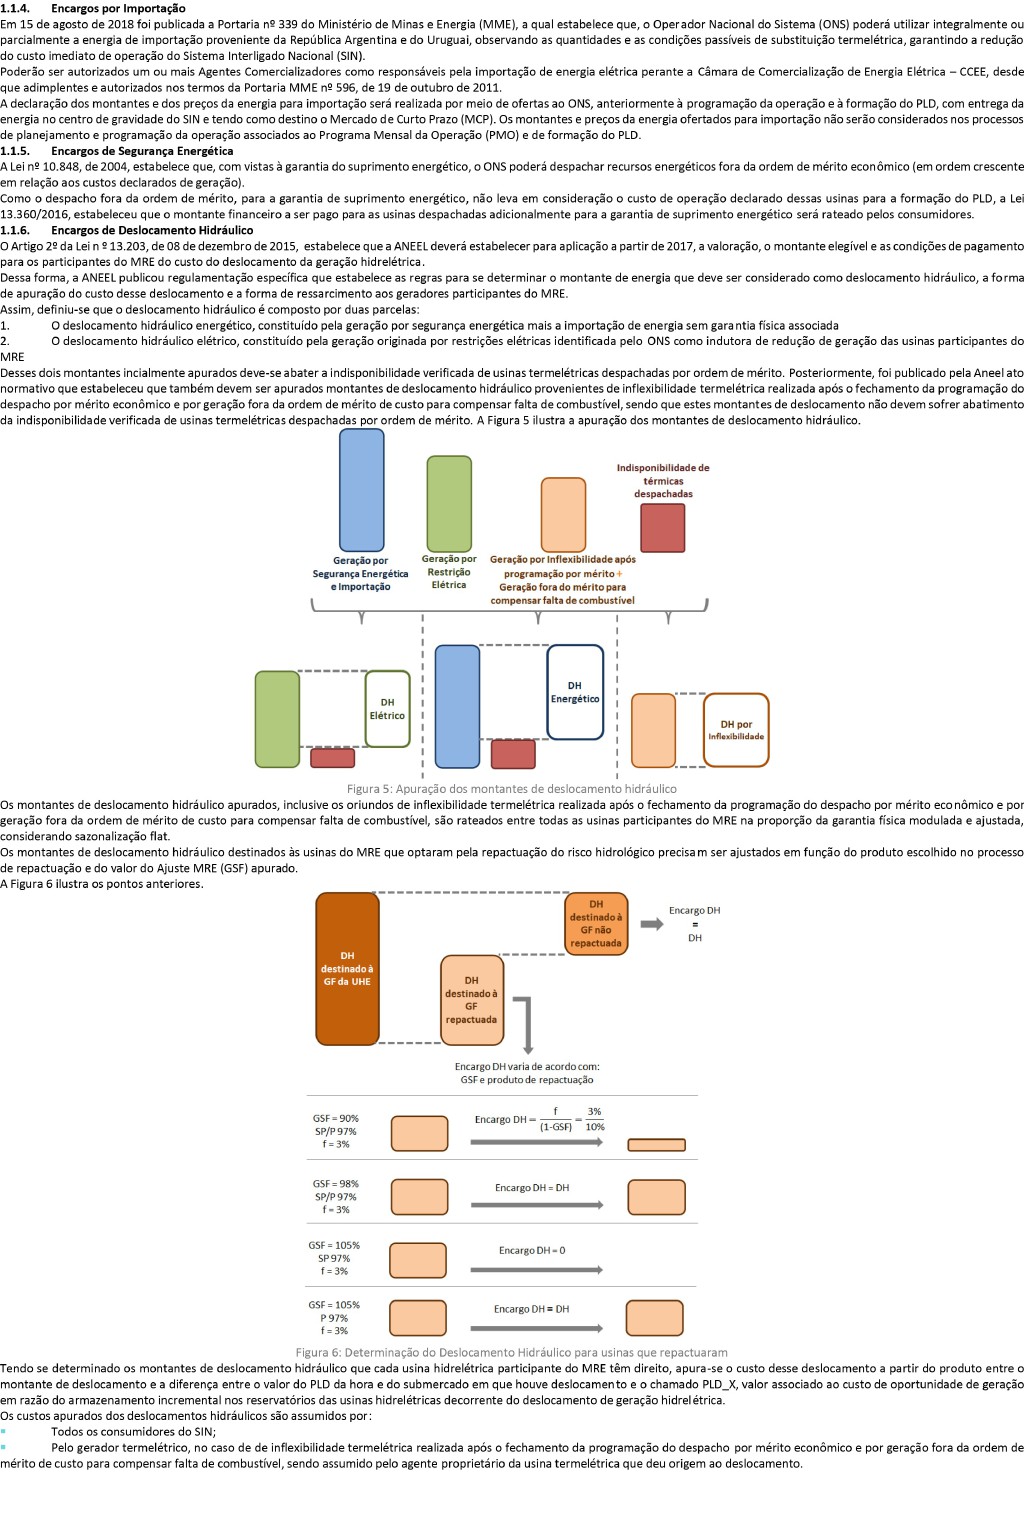 1.1.4. Encargos por Importação
Em 15 de agosto de 2018 foi publicada a Portaria nº 339 do Ministério de Minas e Energia (MME), a qual estabelece que, o Operador Nacional do Sistema (ONS) poderá utilizar integralmente ou
parcialmente a energia de importação proveniente da República Argentina e do Uruguai, observando as quantidades e as condições passíveis de substituição termelétrica, garantindo a redução
do custo imediato de operação do Sistema Interligado Nacional (SIN).
Poderão ser autorizados um ou mais Agentes Comercializadores como responsáveis pela importação de energia elétrica perante a Câmara de Comercialização de Energia Elétrica – CCEE, desde
que adimplentes e autorizados nos termos da Portaria MME nº 596, de 19 de outubro de 2011.
A declaração dos montantes e dos preços da energia para importação será realizada por meio de ofertas ao ONS, anteriormente à programação da operação e à formação do PLD, com entrega da
energia no centro de gravidade do SIN e tendo como destino o Mercado de Curto Prazo (MCP). Os montantes e preços da energia ofertados para importação não serão considerados nos processos
de planejamento e programação da operação associados ao Programa Mensal da Operação (PMO) e de formação do PLD.
1.1.5. Encargos de Segurança Energética
A Lei nº 10.848, de 2004, estabelece que, com vistas à garantia do suprimento energético, o ONS poderá despachar recursos energéticos fora da ordem de mérito econômico (em ordem crescente
em relação aos custos declarados de geração).
Como o despacho fora da ordem de mérito, para a garantia de suprimento energético, não leva em consideração o custo de operação declarado dessas usinas para a formação do PLD, a Lei
13.360/2016, estabeleceu que o montante financeiro a ser pago para as usinas despachadas adicionalmente para a garantia de suprimento energético será rateado pelos consumidores.
1.1.6. Encargos de Deslocamento Hidráulico
O Artigo 2º da Lei n º 13.203, de 08 de dezembro de 2015, estabelece que a ANEEL deverá estabelecer para aplicação a partir de 2017, a valoração, o montante elegível e as condições de pagamento
para os participantes do MRE do custo do deslocamento da geração hidrelétrica.
Dessa forma, a ANEEL publicou regulamentação específica que estabelece as regras para se determinar o montante de energia que deve ser considerado como deslocamento hidráulico, a forma
de apuração do custo desse deslocamento e a forma de ressarcimento aos geradores participantes do MRE.
Assim, definiu-se que o deslocamento hidráulico é composto por duas parcelas:
1. O deslocamento hidráulico energético, constituído pela geração por segurança energética mais a importação de energia sem garantia física associada
2. O deslocamento hidráulico elétrico, constituído pela geração originada por restrições elétricas identificada pelo ONS como indutora de redução de geração das usinas participantes do
MRE
Desses dois montantes incialmente apurados deve-se abater a indisponibilidade verificada de usinas termelétricas despachadas por ordem de mérito. Posteriormente, foi publicada pela Aneel ato
normativo que estabeleceu que também devem ser apurados montantes de deslocamento hidráulico provenientes de inflexibilidade termelétrica realizada após o fechamento da programação do
despacho por mérito econômico e por geração fora da ordem de mérito de custo para compensar falta de combustível, sendo que estes montantes de deslocamento não devem sofrer abatimento
da indisponibilidade verificada de usinas termelétricas despachadas por ordem de mérito. A Figura 5 ilustra a apuração dos montantes de deslocamento hidráulico.
Indisponibilidade de
térmicas
despachadas
Geração por
Segurança Energética
e Importação
Geração por
Restrição
Elétrica
Geração por Inflexibilidade após
programação por mérito +
Geração fora do mérito para
compensar falta de combustível
DH
Elétrico
DH
Energético
DH por
Inflexibilidade
Figura 5: Apuração dos montantes de deslocamento hidráulico
Os montantes de deslocamento hidráulico apurados, inclusive os oriundos de inflexibilidade termelétrica realizada após o fechamento da programação do despacho por mérito econômico e por
geração fora da ordem de mérito de custo para compensar falta de combustível, são rateados entre todas as usinas participantes do MRE na proporção da garantia física modulada e ajustada,
considerando sazonalização flat.
Os montantes de deslocamento hidráulico destinados às usinas do MRE que optaram pela repactuação do risco hidrológico precisam ser ajustados em função do produto escolhido no processo
de repactuação e do valor do Ajuste MRE (GSF) apurado.
A Figura 6 ilustra os pontos anteriores.
DH
destinado à
GF da UHE
DH
destinado à
GF
repactuada
DH
destinado à
GF não
repactuada
Encargo DH
=
DH
Encargo DH varia de acordo com:
GSF e produto de repactuação
GSF = 90%
SP/P 97%
f = 3%
Encargo DH = f/(1-GSF) = 3%/10%
GSF = 98%
SP/P 97%
f = 3%
Encargo DH = DH
GSF = 105%
SP 97%
f = 3%
Encargo DH = 0
GSF = 105%
P 97%
f = 3%
Encargo DH = DH
Figura 6: Determinação do Deslocamento Hidráulico para usinas que repactuaram
Tendo se determinado os montantes de deslocamento hidráulico que cada usina hidrelétrica participante do MRE têm direito, apura-se o custo desse deslocamento a partir do produto entre o
montante de deslocamento e a diferença entre o valor do PLD da hora e do submercado em que houve deslocamento e o chamado PLD_X, valor associado ao custo de oportunidade de geração
em razão do armazenamento incremental nos reservatórios das usinas hidrelétricas decorrente do deslocamento de geração hidrelétrica.
Os custos apurados dos deslocamentos hidráulicos são assumidos por:
Todos os consumidores do SIN;
Pelo gerador termelétrico, no caso de de inflexibilidade termelétrica realizada após o fechamento da programação do despacho por mérito econômico e por geração fora da ordem de
mérito de custo para compensar falta de combustível, sendo assumido pelo agente proprietário da usina termelétrica que deu origem ao deslocamento.